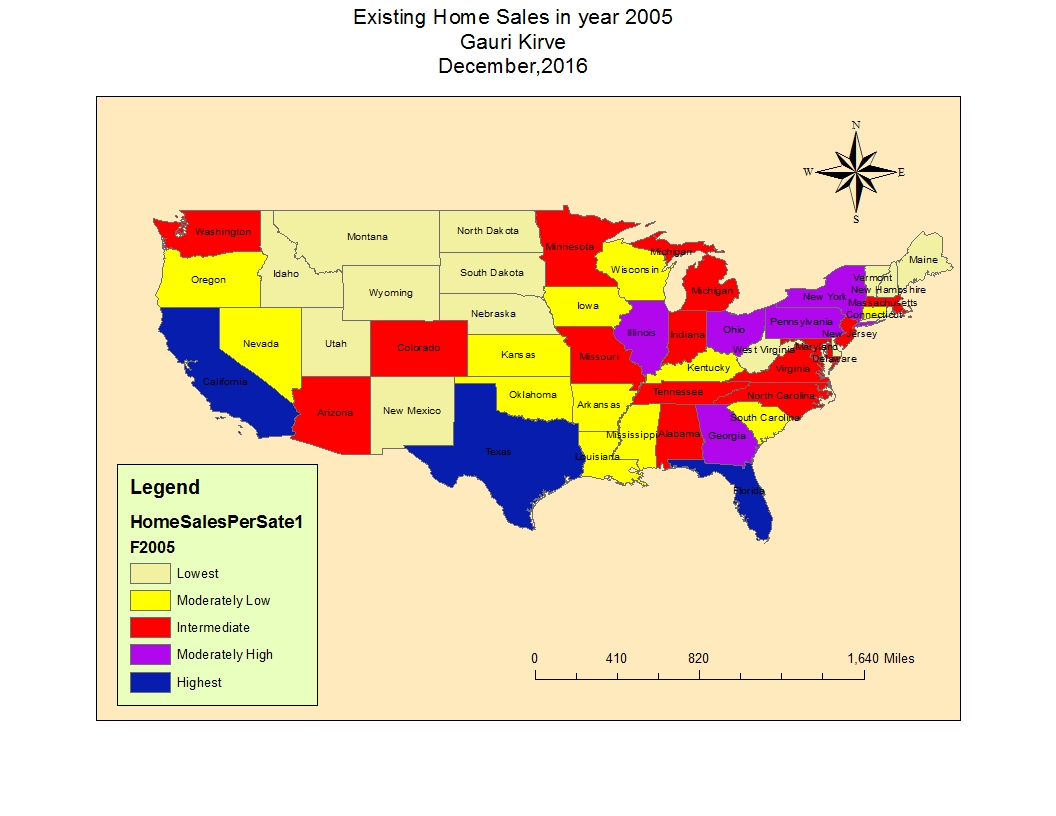 Existing Home Sales in year 2005
Gauri Kirve
December,2016
N
W
E
S
Washington
Montana
North Dakota
Minnesota
Michigan
Maine
Oregon
Idaho
South Dakota
Wisconsin
Vermont
Wyoming
Michigan
New York
New Hampshire
Massachusetts
Iowa
Nebraska
Connecticut
Illinois
Indiana
Ohio
Pennsylvania
New Jersey
Nevada
Utah
Colorado
Kansas
Missouri
West Virginia
Maryland
Delaware
Kentucky
Virginia
California
Oklahoma
Tennessee
North Carolina
Arizona
New Mexico
Arkansas
South Carolina
Mississippi
Alabama
Georgia
Texas
Louisiana
Florida
Legend
HomeSalesPerSate1
F2005
Lowest
Moderately Low
Intermediate
Moderately High
Highest
0 410 820 1,640 Miles